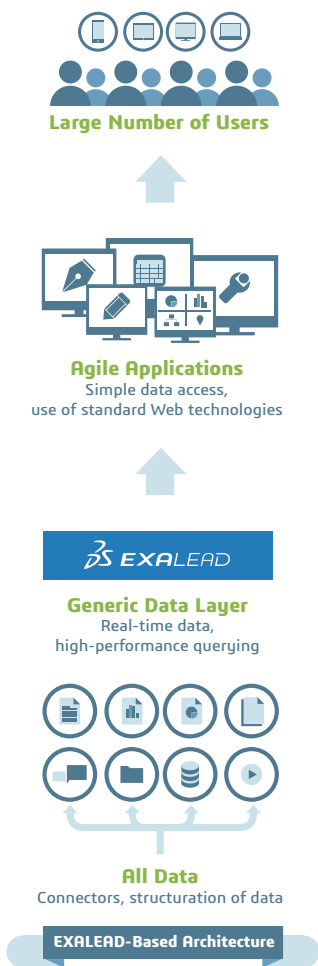 Large Number of Users
Agile Applications
Simple data access,
use of standard Web technologies
3DS EXALEAD
Generic Data Layer
Real-time data,
high-performance querying
All Data
Connectors, structuration of data
EXALEAD-Based Architecture